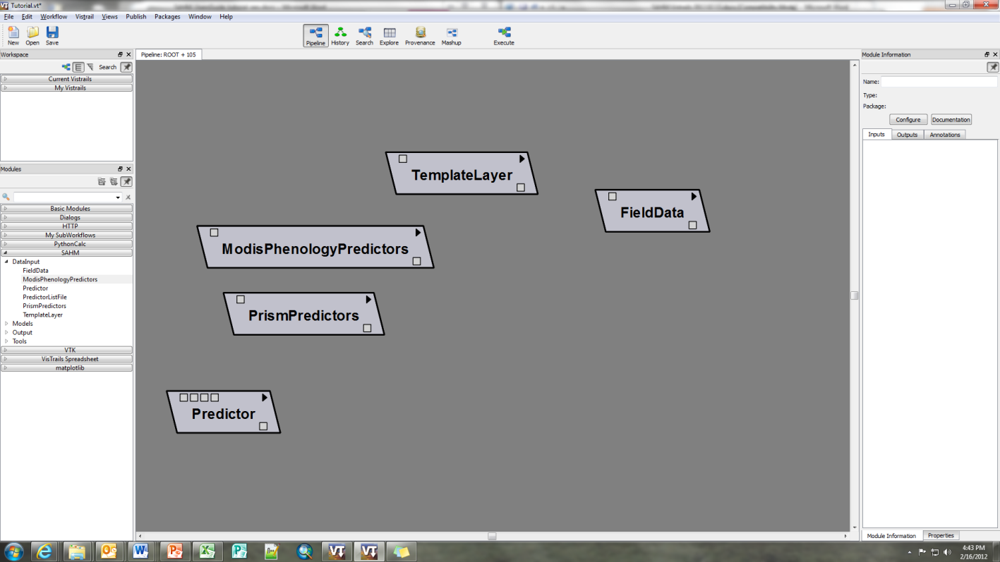 Tutorial.vt*
File Edit Workflow Vistrail Views Publish Packages Window Help
New Open Save Pipeline History Search Explore Provenance Mashup Execute
Workspace
Pipeline: ROOT + 105
Module Information
Search
Current Vistrails
My Vistrails
Name:
Type:
Package:
Configure Documentation
Inputs Outputs Annotations
Modules
Basic Modules
Dialogs
HTTP
My SubWorkflows
PythonCalc
SAHM
DataInput
FieldData
ModisPhenologyPredictors
Predictor
PredictorListFile
PrismPredictors
TemplateLayer
Models
Output
Tools
VTK
VisTrails Spreadsheet
matplotlib
TemplateLayer
FieldData
ModisPhenologyPredictors
PrismPredictors
Predictor
Module Information Properties
4:43 PM
2/16/2012